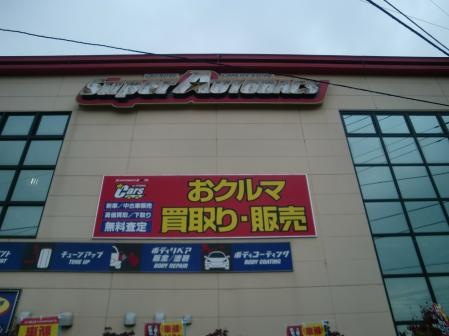 Super Autobacs
Cars
新車/中古車販売
高価買取/下取り
無料査定
おクルマ
買取り・販売
チューンアップ
TUNE UP
ボディリペア
鈑金/塗装
BODY REPAIR
ボディコーティング
BODY COATING
車検